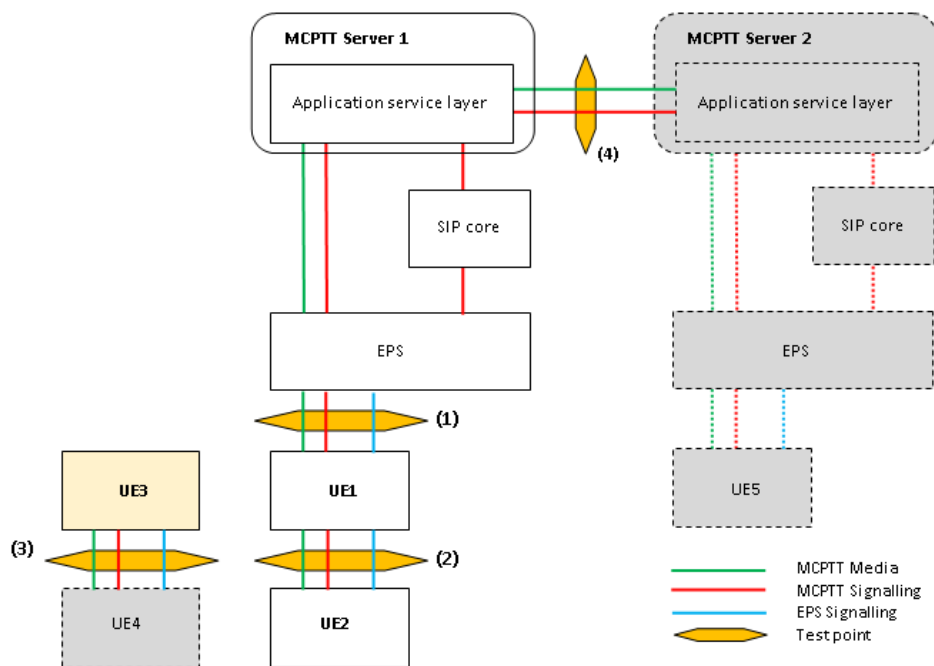 MCPTT Server 1
MCPTT Server 2
Application service layer
Application service layer
(4)
SIP core
SIP core
EPS
EPS
(1)
UE3
UE1
UE5
(3)
(2)
UE4
UE2
MCPTT Media
MCPTT Signalling
EPS Signalling
Test point